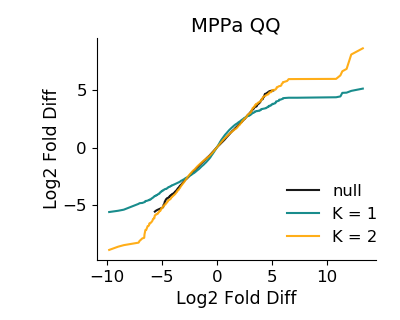 MPPa QQ
Log2 Fold Diff
5
0
−5
null
K = 1
K = 2
−10
−5
0
5
10
Log2 Fold Diff